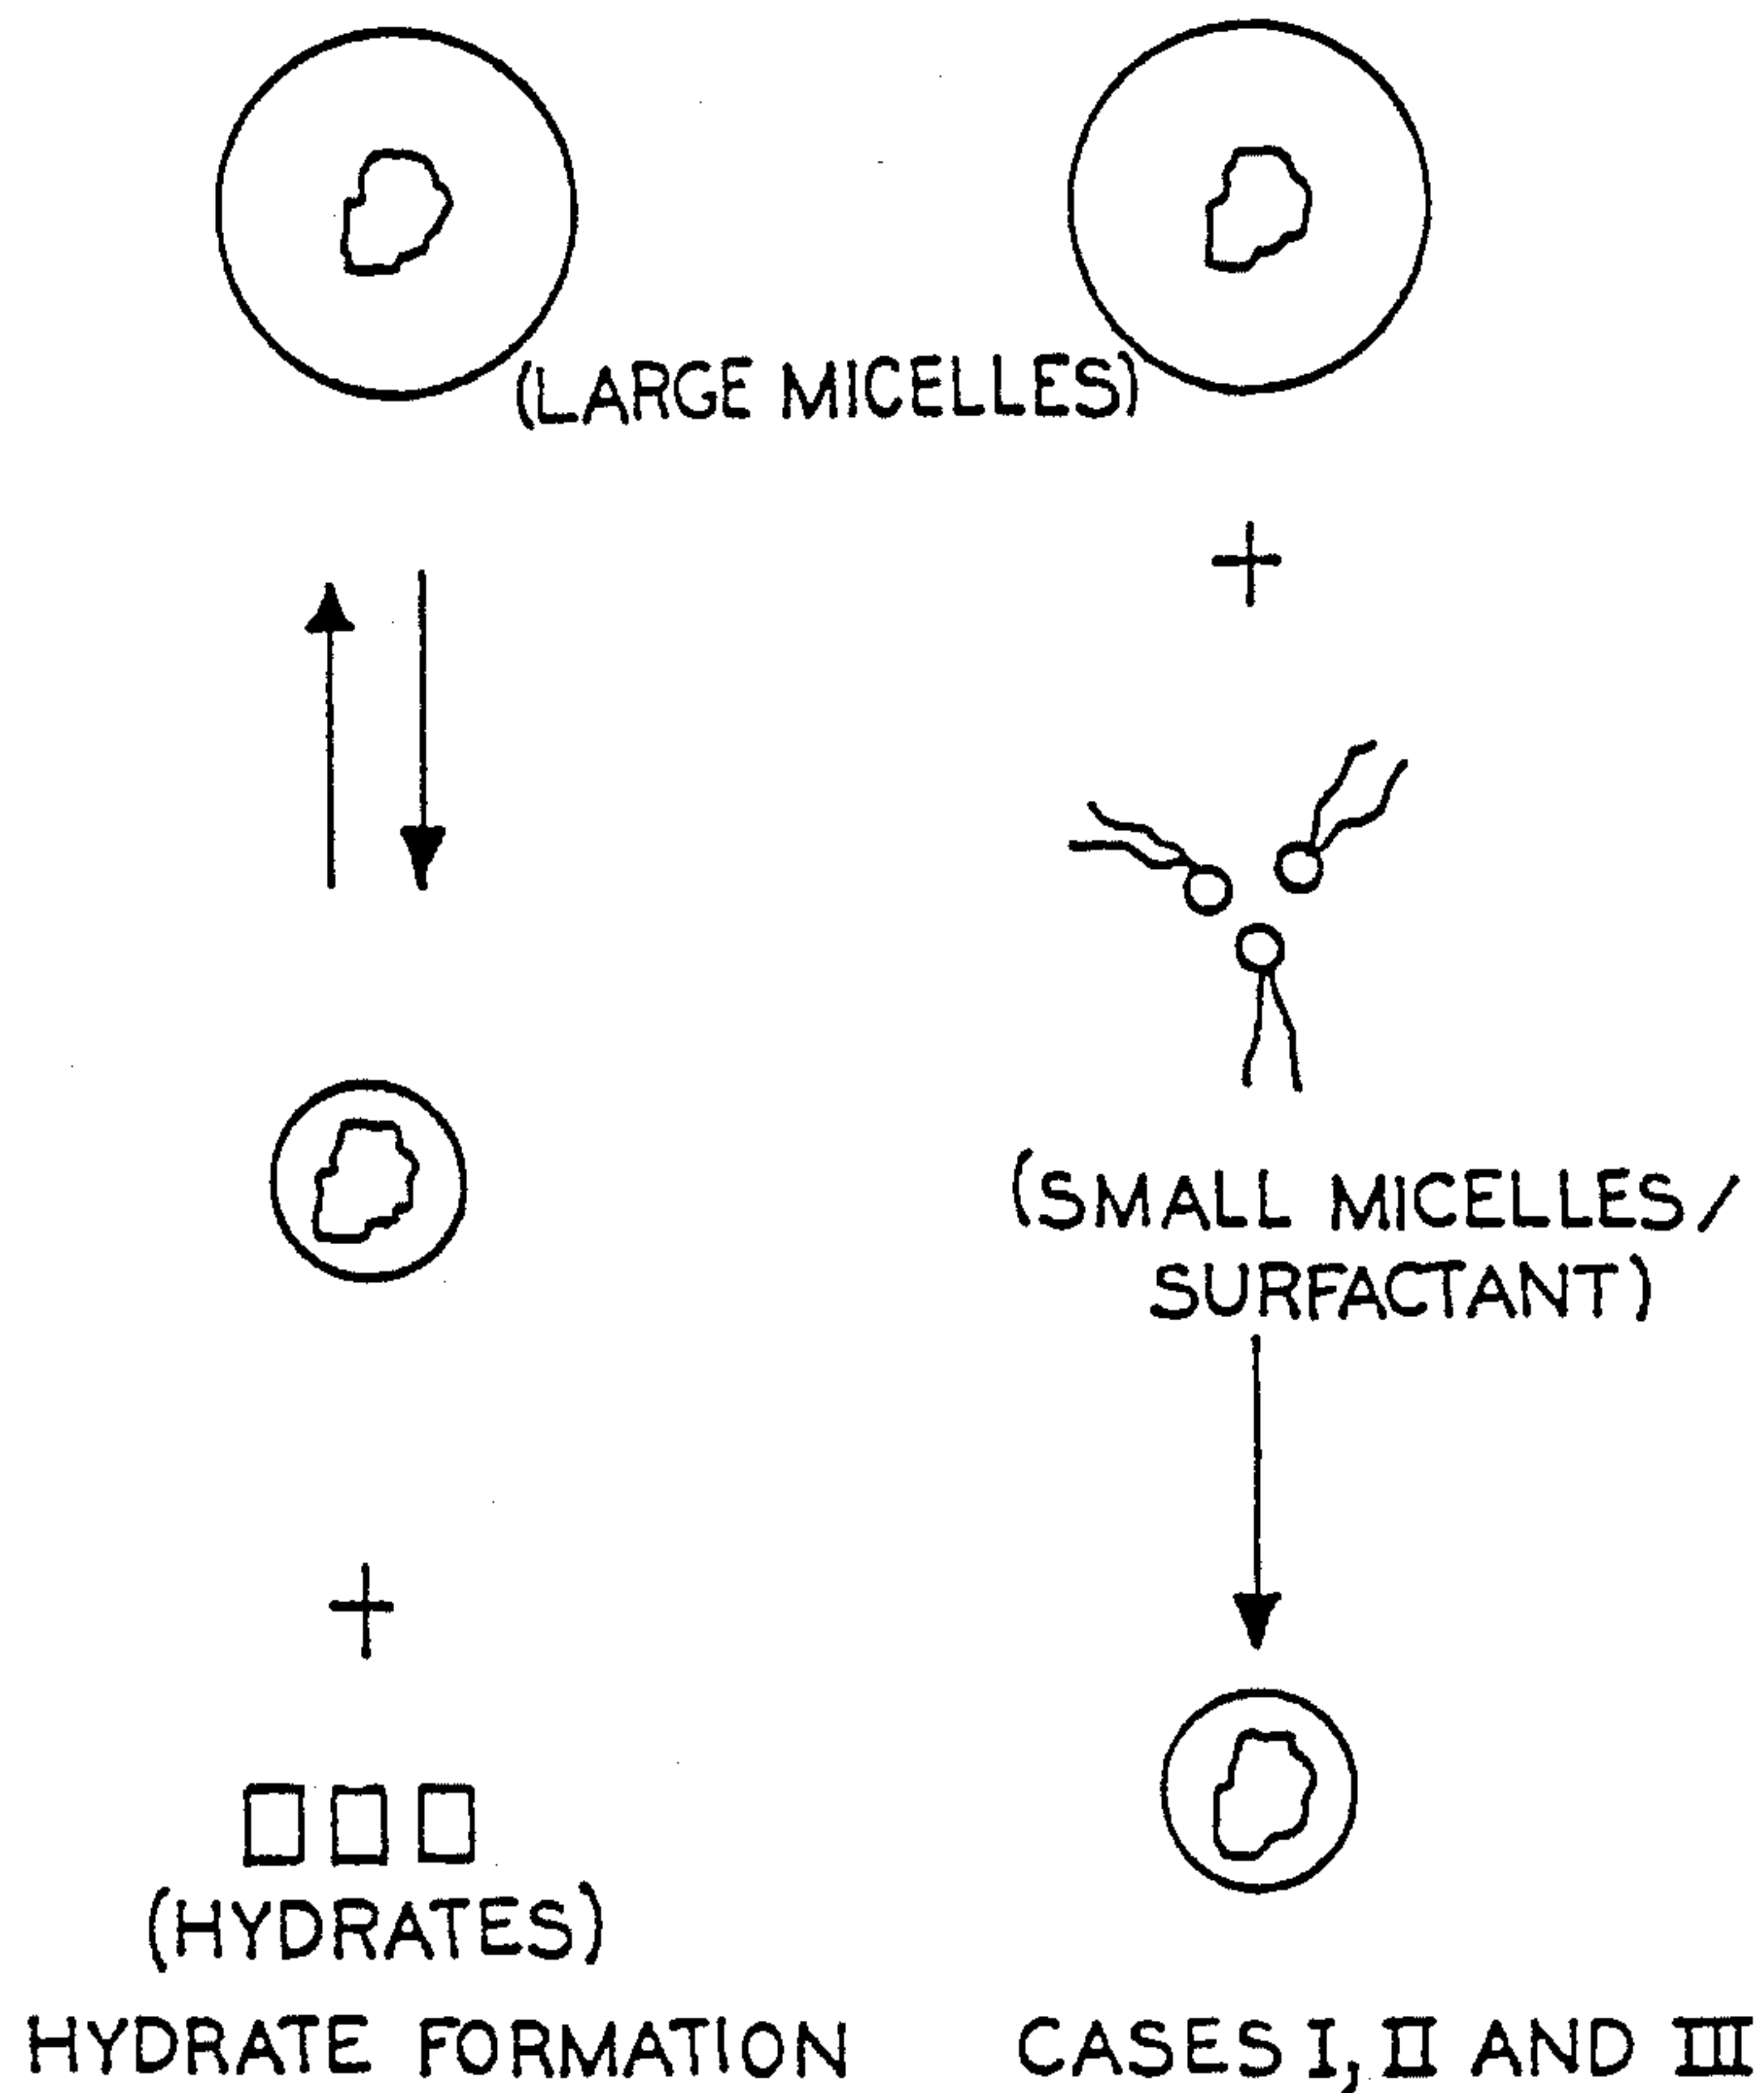 (LARGE MICELLES)
(SMALL MICELLES/
SURFACTANT)
(HYDRATES)
HYDRATE FORMATION
CASES I, II AND III